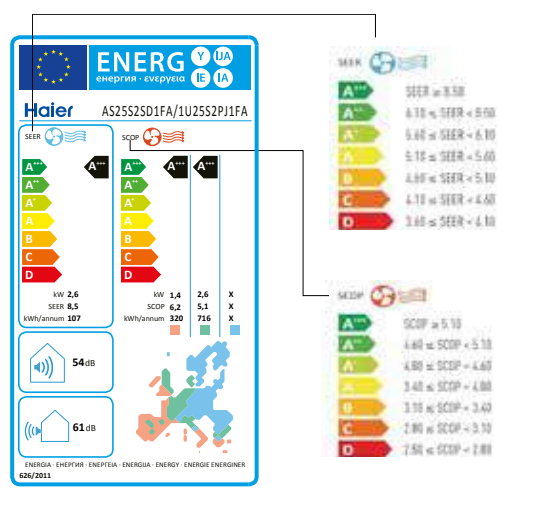 ENERG Y IJA
енергия · ενεργεια IE IA
Haier AS25S2SD1FA/1U25S2PJ1FA
SEER SCOP
A+++ A+++ A+++ A+++ A+++
A++ A++
A+ A+
A A
B B
C C
D D
kW 2,6 kW 1,4 2,6 X
SEER 8,5 SCOP 6,2 5,1 X
kWh/annum 107 kWh/annum 320 716 X
54 dB
61 dB
ENERGIA · ЕНЕРГИЯ · ΕΝΕΡΓΕΙΑ · ENERGIJA · ENERGY · ENERGIE ENERGINER
626/2011
SEER
A+++ SEER ≥ 8.50
A++ 6.10 ≤ SEER < 8.50
A+ 5.60 ≤ SEER < 6.10
A 5.10 ≤ SEER < 5.60
B 4.60 ≤ SEER < 5.10
C 4.10 ≤ SEER < 4.60
D 3.60 ≤ SEER < 4.10
SCOP
A+++ SCOP ≥ 5.10
A++ 4.60 ≤ SCOP < 5.10
A+ 4.00 ≤ SCOP < 4.60
A 3.40 ≤ SCOP < 4.00
B 3.10 ≤ SCOP < 3.40
C 2.80 ≤ SCOP < 3.10
D 2.50 ≤ SCOP < 2.80